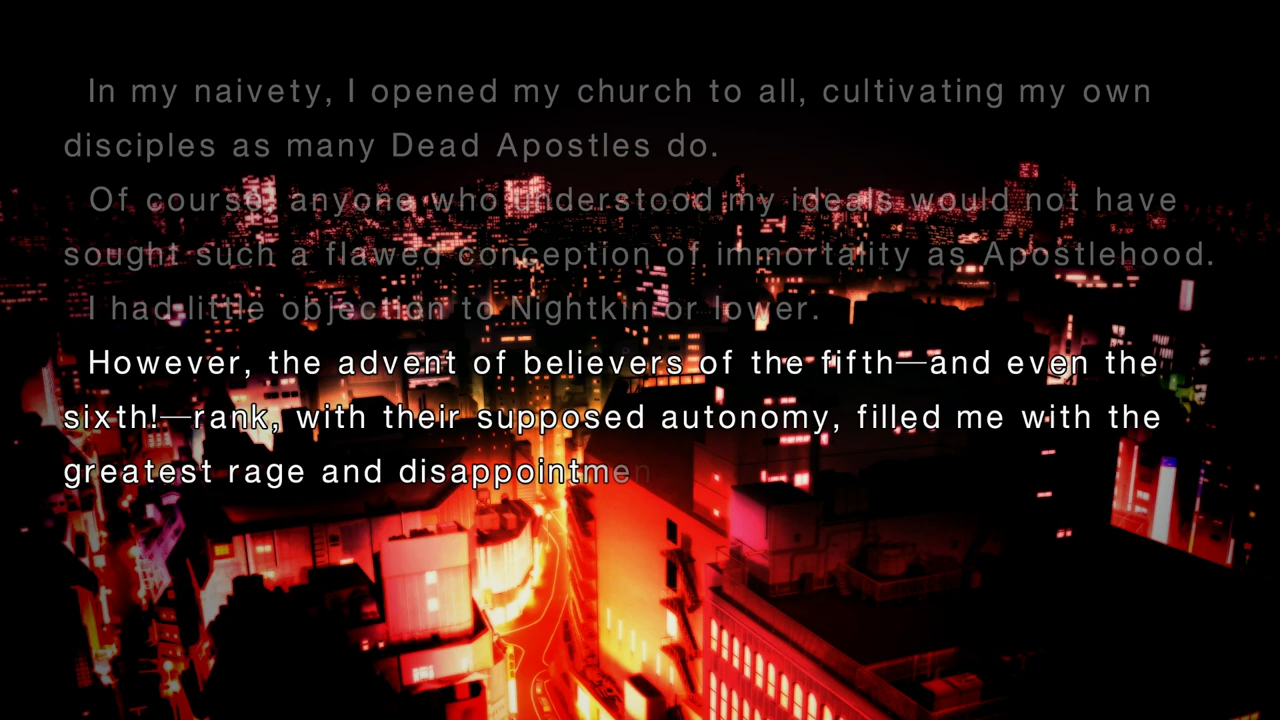 In my naivety, I opened my church to all, cultivating my own
disciples as many Dead Apostles do.
Of course, anyone who understood my ideals would not have
sought such a flawed conception of immortality as Apostlehood.
I had little objection to Nightkin or lower.
However, the advent of believers of the fifth—and even the
sixth!—rank, with their supposed autonomy, filled me with the
greatest rage and disappointmen